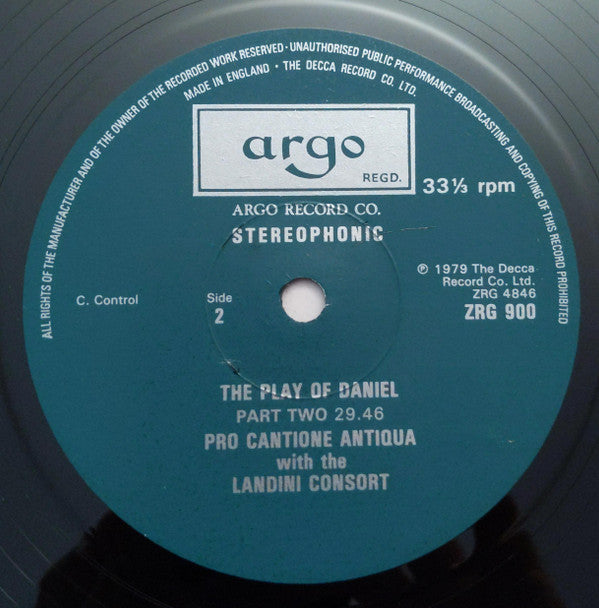 ALL RIGHTS OF THE MANUFACTURER AND OF THE OWNER OF THE RECORDED WORK RESERVED · UNAUTHORISED PUBLIC PERFORMANCE BROADCASTING AND COPYING OF THIS RECORD PROHIBITED
MADE IN ENGLAND · THE DECCA RECORD CO. LTD.
argo
REGD.
33⅓ rpm
ARGO RECORD CO.
STEREOPHONIC
C. Control
Side
2
℗ 1979 The Decca
Record Co. Ltd.
ZRG 4846
ZRG 900
THE PLAY OF DANIEL
PART TWO 29.46
PRO CANTIONE ANTIQUA
with the
LANDINI CONSORT